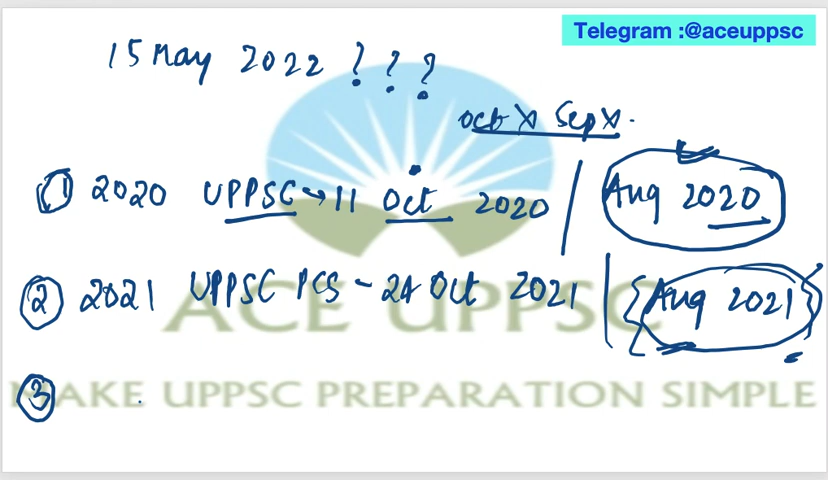 Telegram :@aceuppsc
15 May 2022 ? ? ?
Oct x Sep x.
① 2020 UPPSC → 11 Oct 2020 / Aug 2020
② 2021 UPPSC PCS - 24 Oct 2021 | { Aug 2021 }
ACE UPPSC
③
MAKE UPPSC PREPARATION SIMPLE